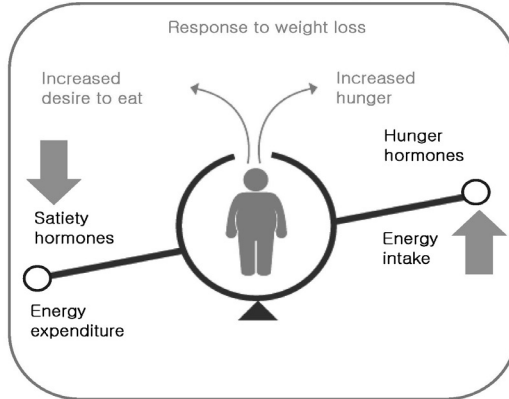 Response to weight loss
Increased
desire to eat
Increased
hunger
Hunger
hormones
Satiety
hormones
Energy
intake
Energy
expenditure